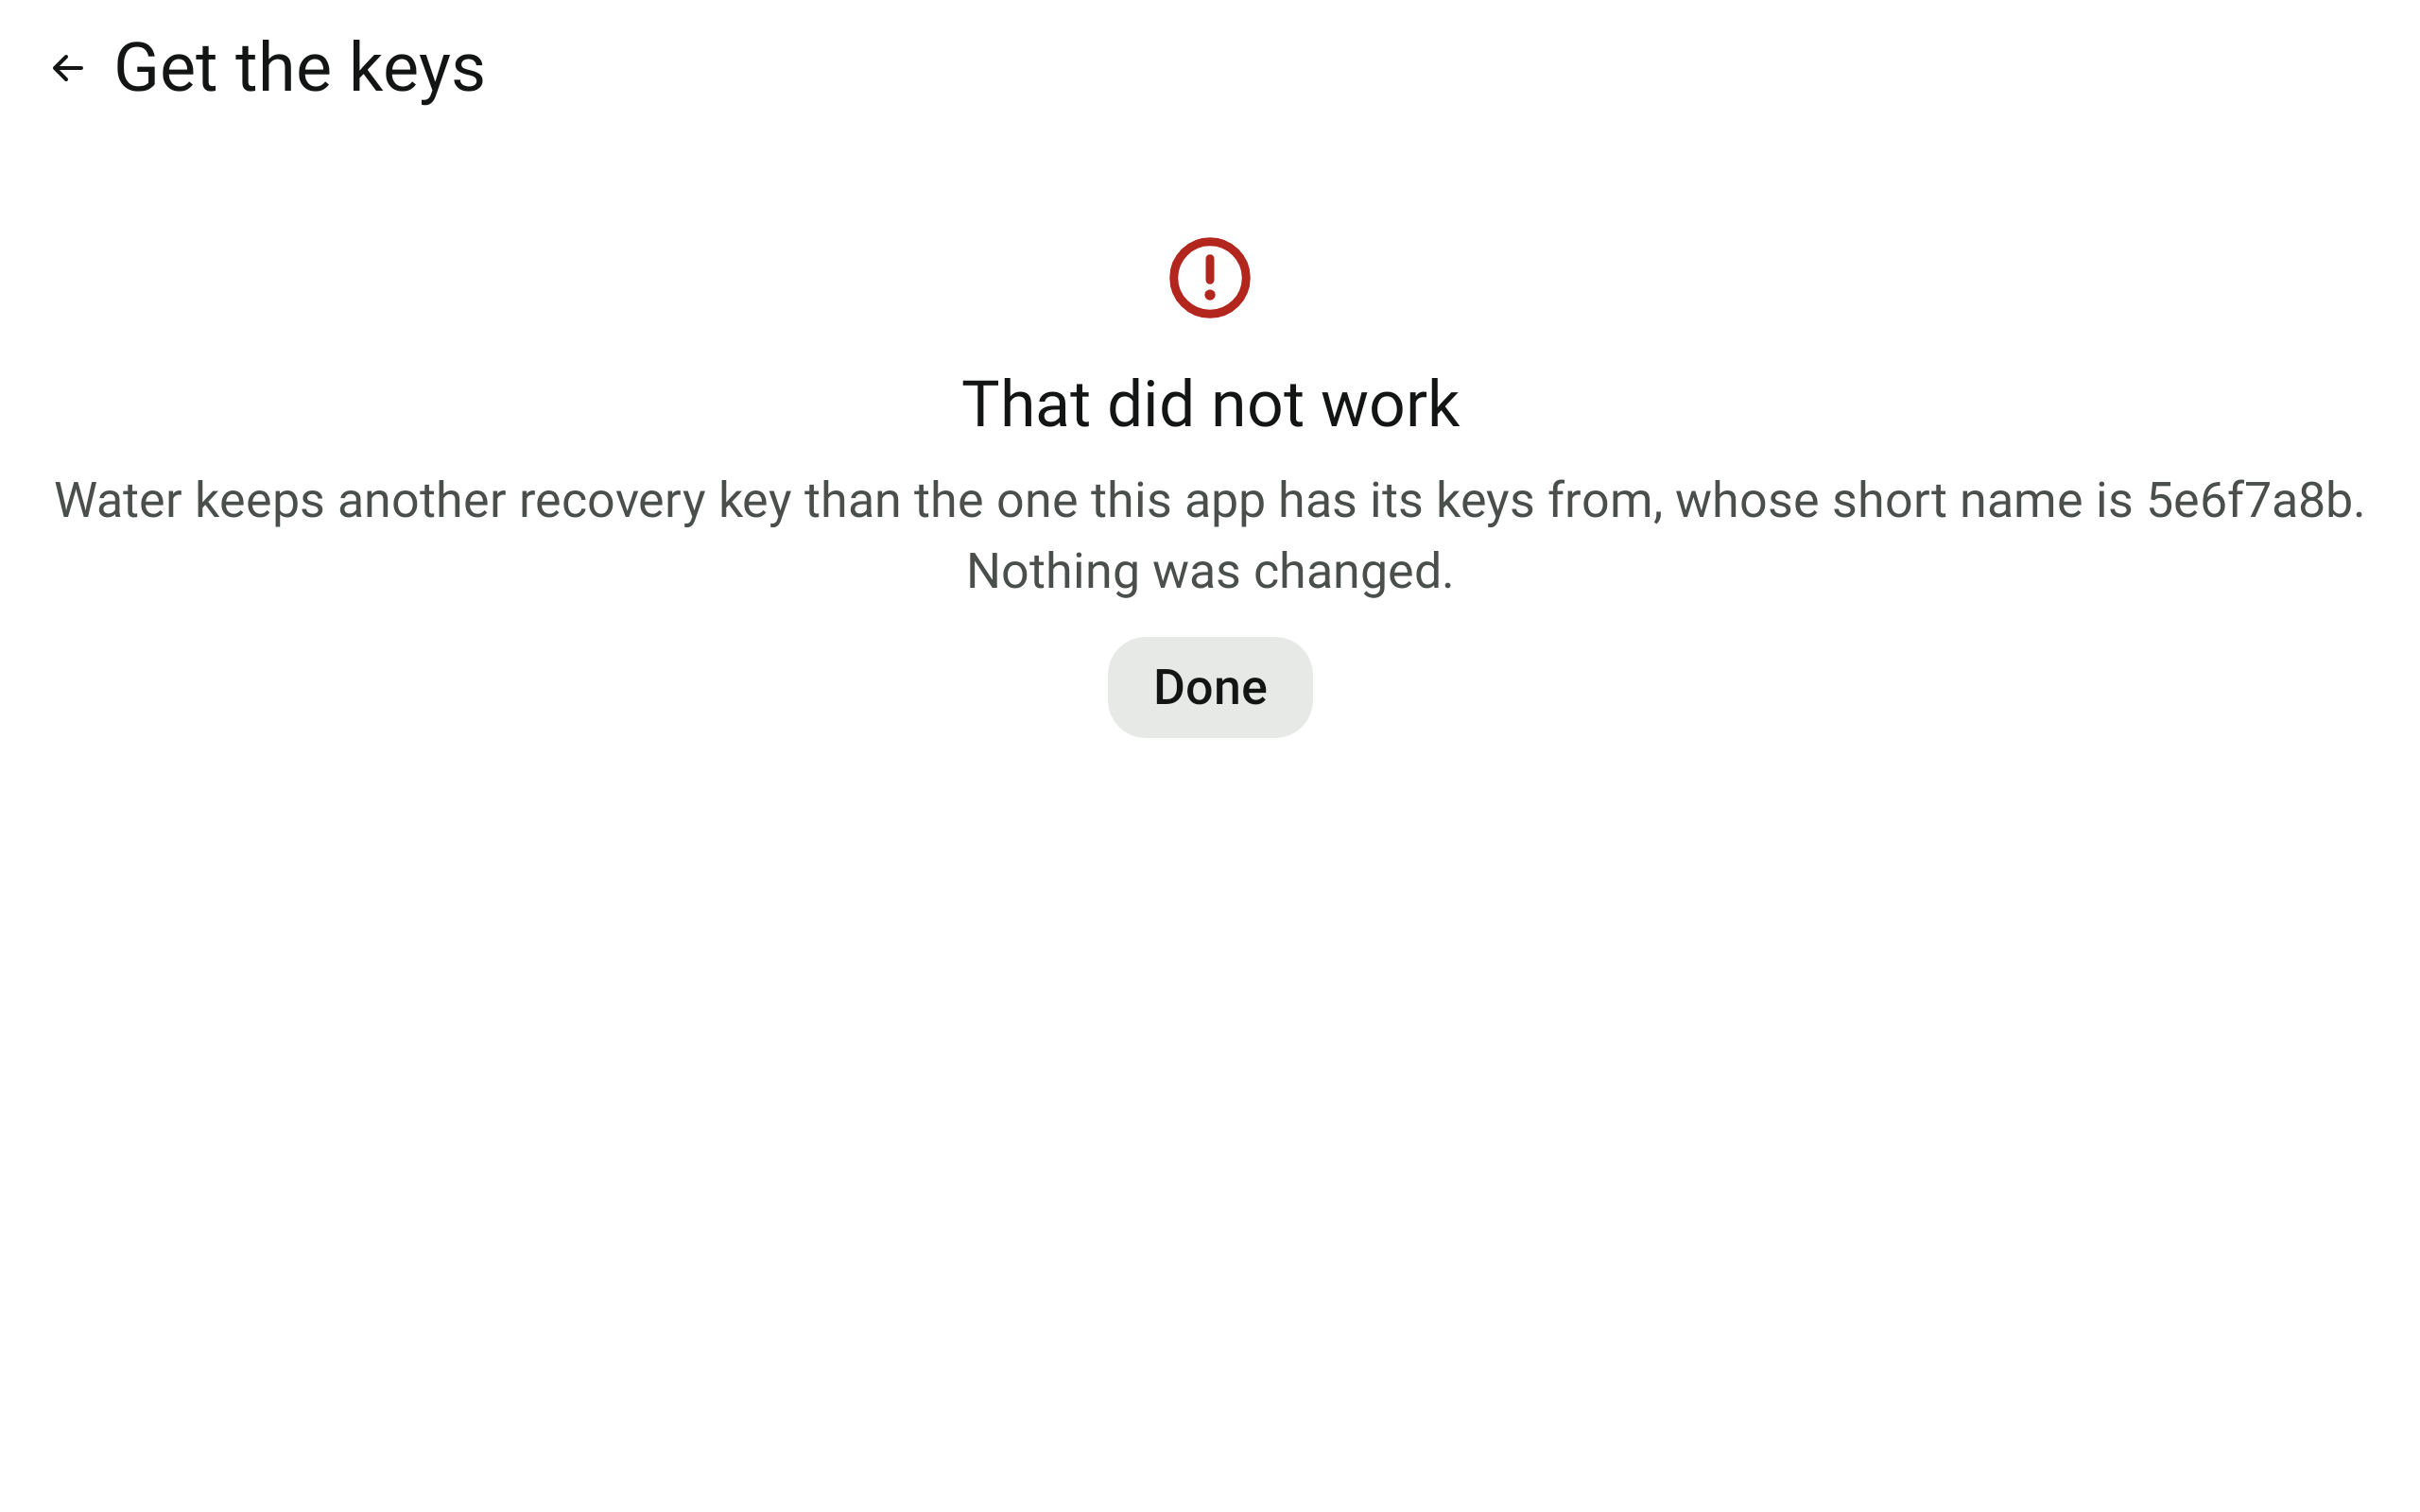 Get the keys
That did not work
Water keeps another recovery key than the one this app has its keys from, whose short name is 5e6f7a8b.
Nothing was changed.
Done